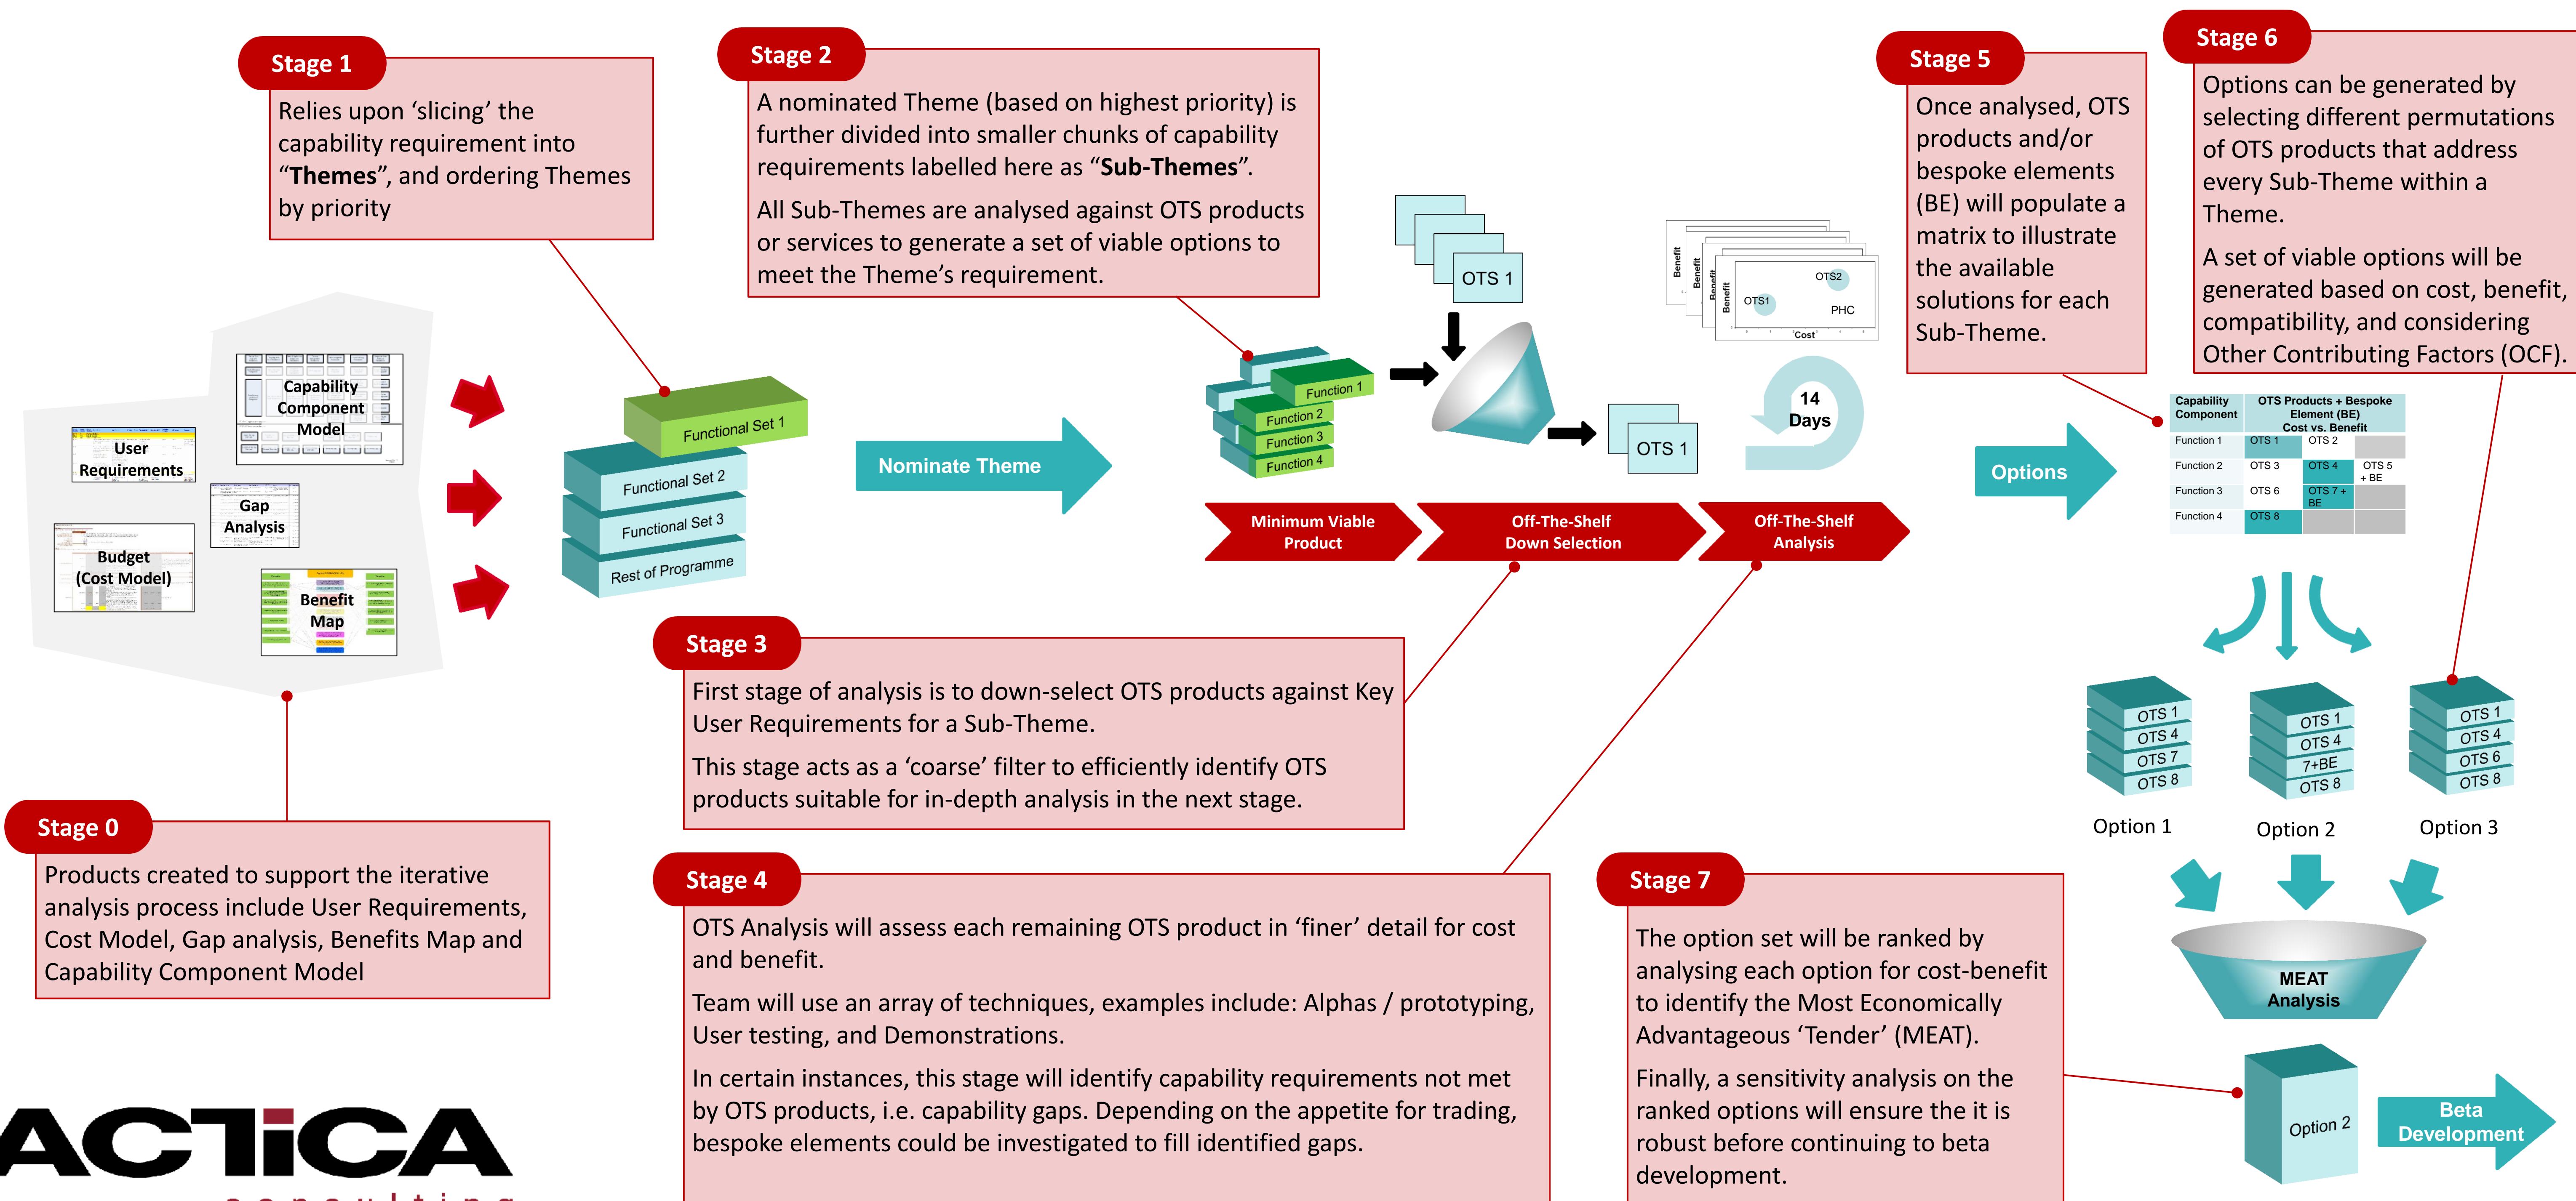 Stage 1
Relies upon ‘slicing’ the
capability requirement into
“Themes”, and ordering Themes
by priority
Stage 2
A nominated Theme (based on highest priority) is
further divided into smaller chunks of capability
requirements labelled here as “Sub-Themes”.
All Sub-Themes are analysed against OTS products
or services to generate a set of viable options to
meet the Theme’s requirement.
Stage 5
Once analysed, OTS
products and/or
bespoke elements
(BE) will populate a
matrix to illustrate
the available
solutions for each
Sub-Theme.
Stage 6
Options can be generated by
selecting different permutations
of OTS products that address
every Sub-Theme within a
Theme.
A set of viable options will be
generated based on cost, benefit,
compatibility, and considering
Other Contributing Factors (OCF).
Capability
Component
Model
User
Requirements
Gap
Analysis
Budget
(Cost Model)
Benefit
Map
Functional Set 1
Functional Set 2
Functional Set 3
Rest of Programme
Nominate Theme
Function 1
Function 2
Function 3
Function 4
OTS 1
OTS 1
Benefit
Benefit
Benefit
Benefit
OTS1
OTS2
PHC
Cost
14
Days
Minimum Viable
Product
Off-The-Shelf
Down Selection
Off-The-Shelf
Analysis
Options
Capability
Component
OTS Products + Bespoke
Element (BE)
Cost vs. Benefit
Function 1 OTS 1 OTS 2
Function 2 OTS 3 OTS 4 OTS 5
+ BE
Function 3 OTS 6 OTS 7 +
BE
Function 4 OTS 8
OTS 1
OTS 4
OTS 7
OTS 8
Option 1
OTS 1
OTS 4
7+BE
OTS 8
Option 2
OTS 1
OTS 4
OTS 6
OTS 8
Option 3
Stage 3
First stage of analysis is to down-select OTS products against Key
User Requirements for a Sub-Theme.
This stage acts as a ‘coarse’ filter to efficiently identify OTS
products suitable for in-depth analysis in the next stage.
Stage 0
Products created to support the iterative
analysis process include User Requirements,
Cost Model, Gap analysis, Benefits Map and
Capability Component Model
Stage 4
OTS Analysis will assess each remaining OTS product in ‘finer’ detail for cost
and benefit.
Team will use an array of techniques, examples include: Alphas / prototyping,
User testing, and Demonstrations.
In certain instances, this stage will identify capability requirements not met
by OTS products, i.e. capability gaps. Depending on the appetite for trading,
bespoke elements could be investigated to fill identified gaps.
Stage 7
The option set will be ranked by
analysing each option for cost-benefit
to identify the Most Economically
Advantageous ‘Tender’ (MEAT).
Finally, a sensitivity analysis on the
ranked options will ensure the it is
robust before continuing to beta
development.
MEAT
Analysis
Option 2
Beta
Development
ACTiCA
consulting